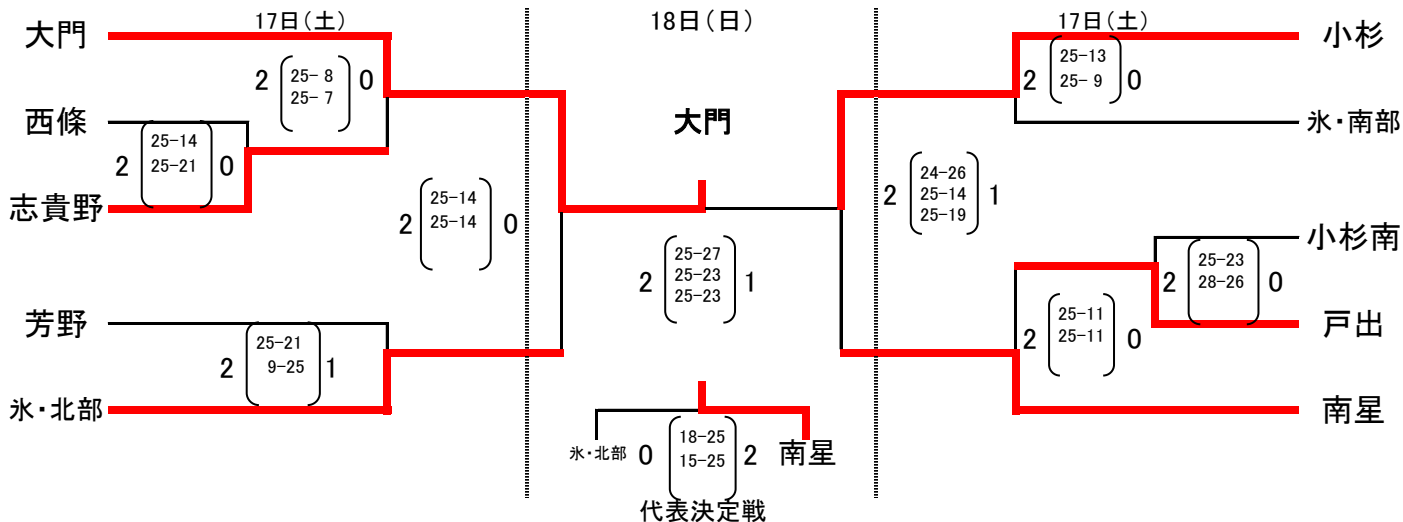 17日(土)
18日(日)
17日(土)
大門
2 25- 8 0
25- 7
西條
2 25-14 0
25-21
志貴野
2 25-14 0
25-14
芳野
2 25-21 1
9-25
氷・北部
大門
2 25-27 1
25-23
25-23
氷・北部 0 18-25 2 南星
15-25
代表決定戦
小杉
2 25-13 0
25- 9
氷・南部
2 24-26 1
25-14
25-19
小杉南
2 25-23 0
28-26
戸出
2 25-11 0
25-11
南星